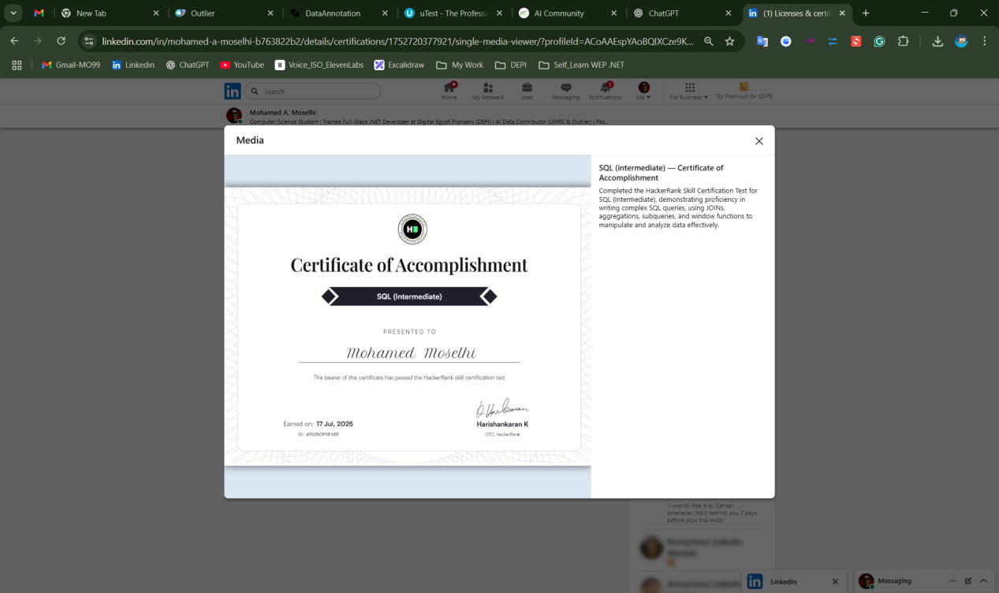 New Tab
Outlier
DataAnnotation
uTest - The Professi
AI Community
ChatGPT
(1) Licenses & certif
linkedin.com/in/mohamed-a-moselhi-b763822b2/details/certifications/1752720377921/single-media-viewer/?profileId=ACoAAEspYAoBQIXCze9K...
Gmail-MO99
Linkedin
ChatGPT
YouTube
Voice_ISO_ElevenLabs
Excalidraw
My Work
DEPI
Self_Learn WEP .NET
in
Search
Home
My Network
Jobs
Messaging
Notifications
Me
For Business
Try Premium for EGP0
Mohamed A. Moselhi
Computer Science Student | Trainee Full-Stack .NET Developer at Digital Egypt Pioneers (DEPI) | AI Data Contributor (UHRS & Outlier) | Pas...
Media
H
Certificate of Accomplishment
SQL (Intermediate)
PRESENTED TO
Mohamed Moselhi
The bearer of this certificate has passed the HackerRank skill certification test
Earned on: 17 Jul, 2025
ID:
Harishankaran K
CTO, HackerRank
SQL (intermediate) — Certificate of
Accomplishment
Completed the HackerRank Skill Certification Test for
SQL (Intermediate), demonstrating proficiency in
writing complex SQL queries, using JOINs,
aggregations, subqueries, and window functions to
manipulate and analyze data effectively.
1-month free trial. Cancel
whenever. We'll remind you 7 days
before your trial ends.
in
LinkedIn
Messaging